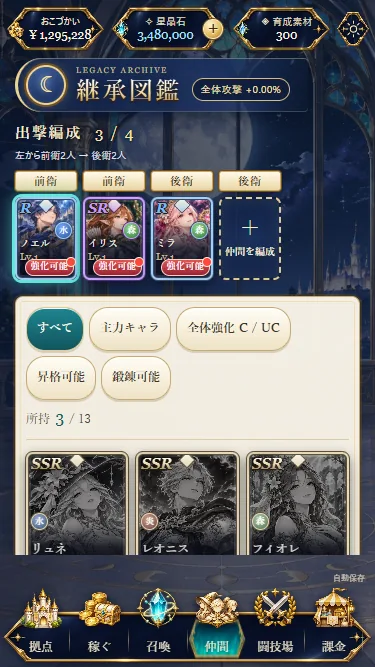 おこづかい
¥1,295,228
星晶石
3,480,000
+
育成素材
300
LEGACY ARCHIVE
継承図鑑
全体攻撃 +0.00%
出撃編成 3 / 4
左から前衛2人 → 後衛2人
前衛 前衛 後衛 後衛
R SR R
水 森 森
ノエル イリス ミラ
強化可能 強化可能 強化可能
+
仲間を編成
すべて 主力キャラ 全体強化 C / UC
昇格可能 鍛錬可能
所持 3 / 13
SSR SSR SSR
水 炎 森
リュネ レオニス フィオレ
自動保存
拠点 稼ぐ 召喚 仲間 闘技場 課金